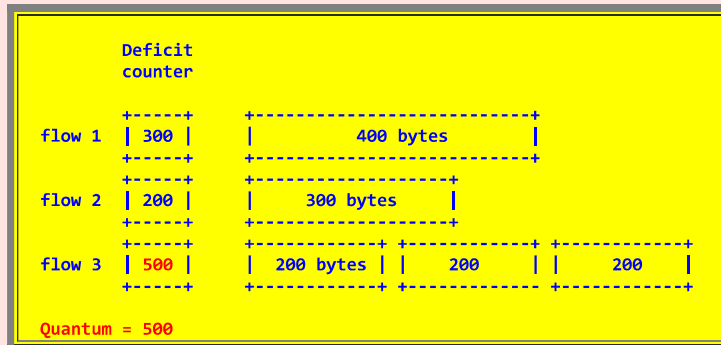 Deficit
counter
+-----+ +----------------------------+
flow 1 | 300 | | 400 bytes |
+-----+ +----------------------------+
+-----+ +--------------------+
flow 2 | 200 | | 300 bytes |
+-----+ +--------------------+
+-----+ +-------------+ +-------------+ +-------------+
flow 3 | 500 | | 200 bytes | | 200 | | 200 |
+-----+ +-------------+ +------------- +-------------+
Quantum = 500